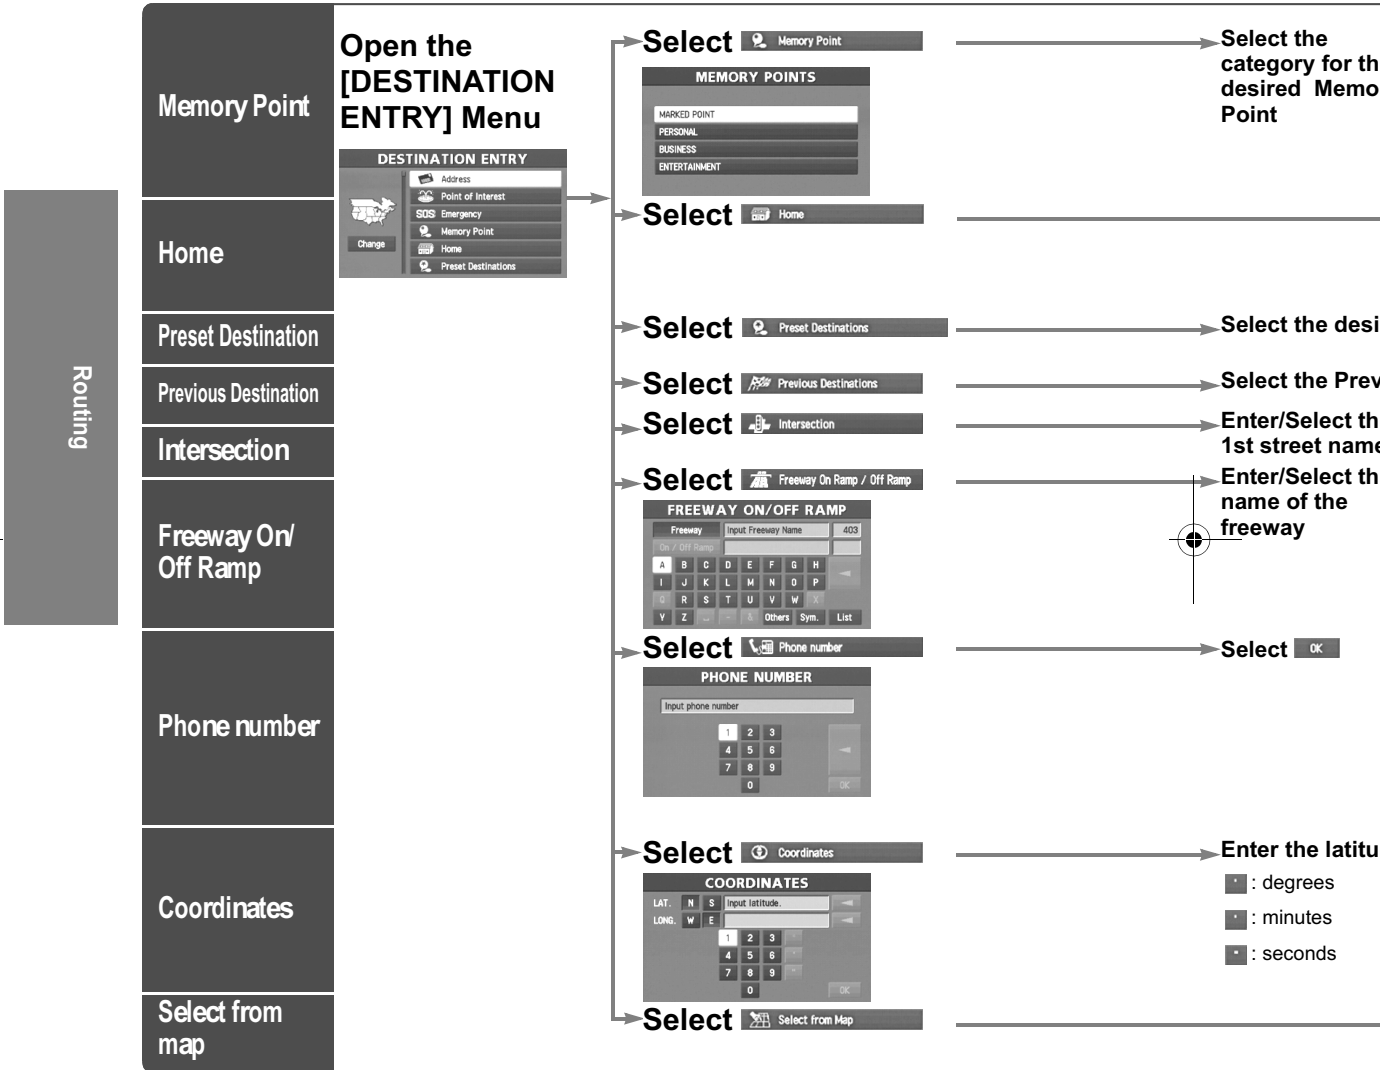 Routing
Memory Point
Home
Preset Destination
Previous Destination
Intersection
Freeway On/
Off Ramp
Phone number
Coordinates
Select from
map
Open the
[DESTINATION
ENTRY] Menu
DESTINATION ENTRY
Change
Address
Point of Interest
SOS Emergency
Memory Point
Home
Preset Destinations
Select Memory Point
MEMORY POINTS
MARKED POINT
PERSONAL
BUSINESS
ENTERTAINMENT
Select the
category for th
desired Memo
Point
Select Home
Select Preset Destinations
Select the desi
Select Previous Destinations
Select the Prev
Select Intersection
Enter/Select th
1st street name
Select Freeway On Ramp / Off Ramp
Enter/Select th
name of the
freeway
FREEWAY ON/OFF RAMP
Freeway Input Freeway Name 403
On / Off Ramp
A B C D E F G H
I J K L M N O P
Q R S T U V W X
Y Z - & Others Sym. List
Select Phone number
Select OK
PHONE NUMBER
Input phone number
1 2 3
4 5 6
7 8 9
0 OK
Select Coordinates
Enter the latitu
° : degrees
' : minutes
" : seconds
COORDINATES
LAT. N S Input latitude.
LONG. W E
1 2 3 °
4 5 6 '
7 8 9 "
0 OK
Select Select from Map